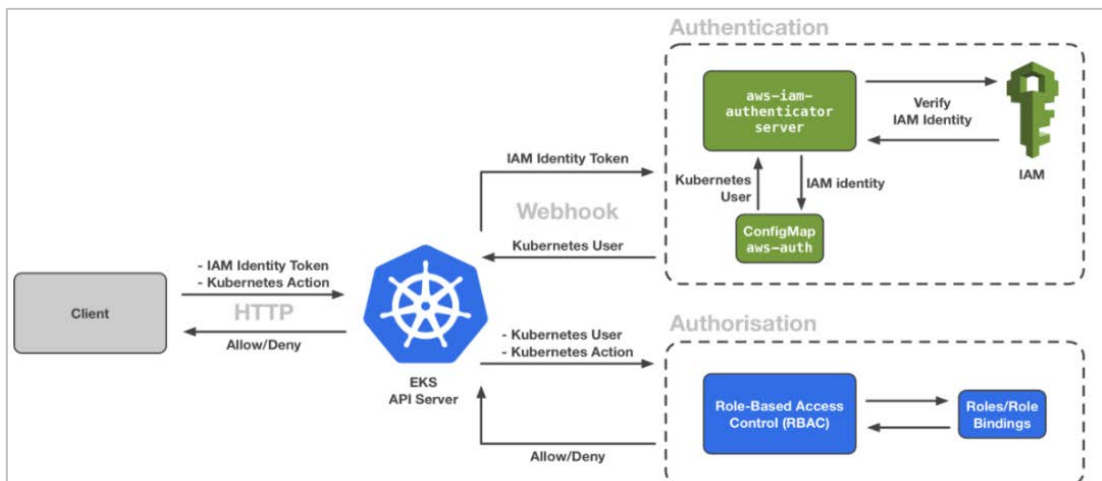 Authentication
aws-iam-
authenticator
server
Verify
IAM Identity
IAM
IAM Identity Token
Kubernetes
User
IAM identity
Webhook
ConfigMap
aws-auth
Kubernetes User
- IAM Identity Token
- Kubernetes Action
Client
HTTP
Allow/Deny
EKS
API Server
Authorisation
- Kubernetes User
- Kubernetes Action
Role-Based Access
Control (RBAC)
Roles/Role
Bindings
Allow/Deny